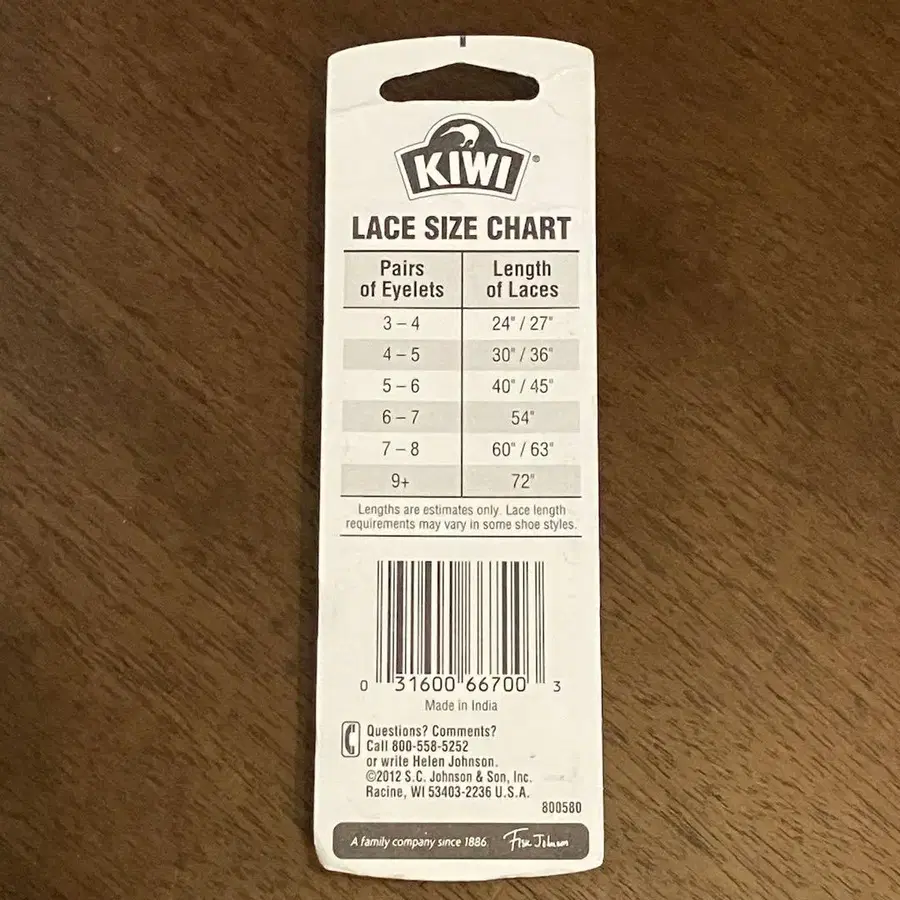 KIWI®
LACE SIZE CHART
Pairs of Eyelets Length of Laces
3 – 4 24" / 27"
4 – 5 30" / 36"
5 – 6 40" / 45"
6 – 7 54"
7 – 8 60" / 63"
9+ 72"
Lengths are estimates only. Lace length
requirements may vary in some shoe styles.
0 31600 66700 3
Made in India
Questions? Comments?
Call 800-558-5252
or write Helen Johnson.
©2012 S.C. Johnson & Son, Inc.
Racine, WI 53403-2236 U.S.A.
800580
A family company since 1886 Fisk Johnson